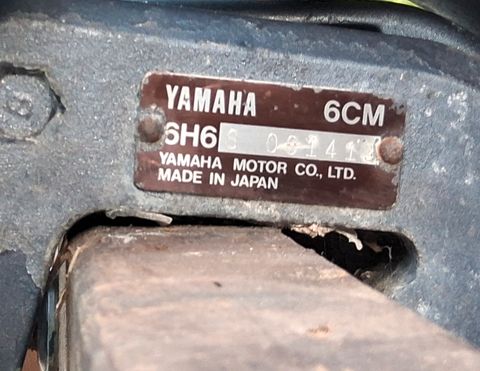 YAMAHA 6CM
6H6 S
YAMAHA MOTOR CO., LTD.
MADE IN JAPAN